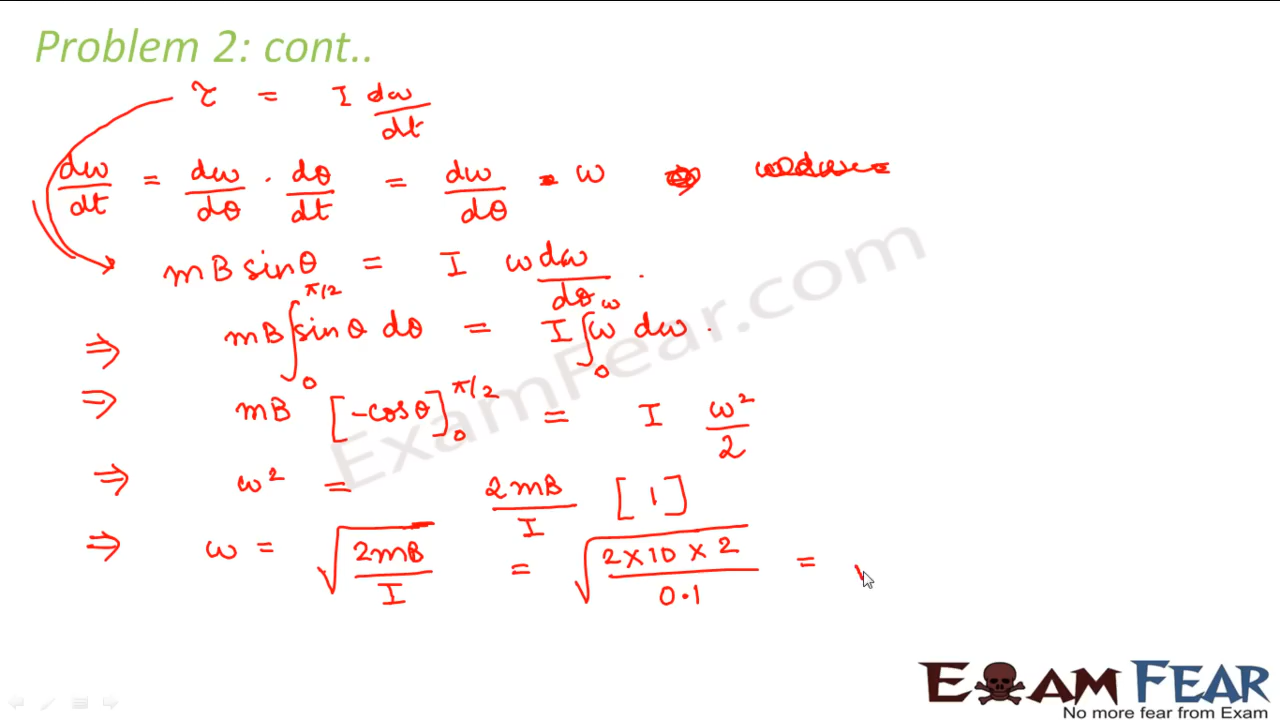 Problem 2: cont..
τ = I dω/dt
dω/dt = dω/dθ · dθ/dt = dω/dθ · ω
mB sinθ = I ω dω/dθ .
⇒ mB ∫₀^π/2 sinθ dθ = I ∫₀^ω ω dω .
⇒ mB [-cosθ]₀^π/2 = I ω²/2
⇒ ω² = 2mB/I [1]
⇒ ω = √(2mB/I) = √(2×10×2/0.1) =
ExamFear.com
EXAM FEAR
No more fear from Exam